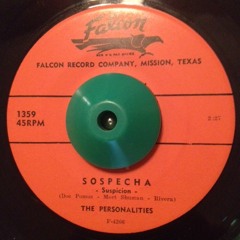 Falcon
FALCON RECORD COMPANY, MISSION, TEXAS
1359
45RPM
SOSPECHA
- Suspicion -
(Doc Pomus - Mort Shuman - Rivera)
THE PERSONALITIES